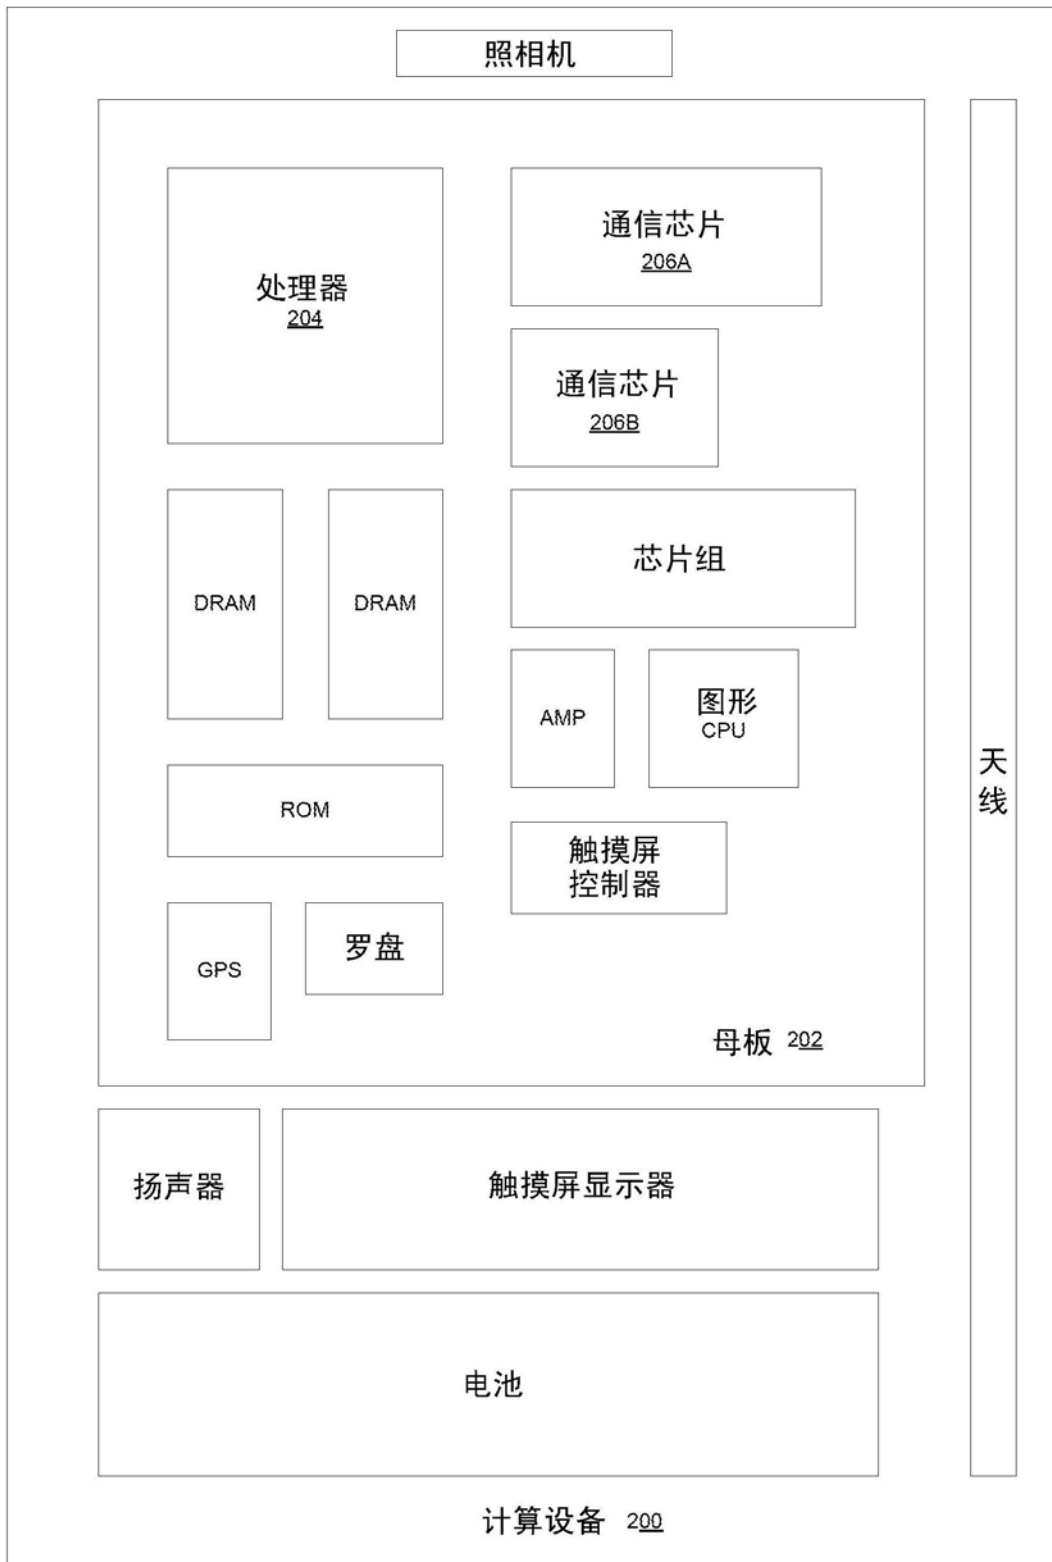 照相机
处理器
204
通信芯片
206A
通信芯片
206B
DRAM
DRAM
芯片组
AMP
图形
CPU
ROM
触摸屏
控制器
GPS
罗盘
母板 202
天
线
扬声器
触摸屏显示器
电池
计算设备 200